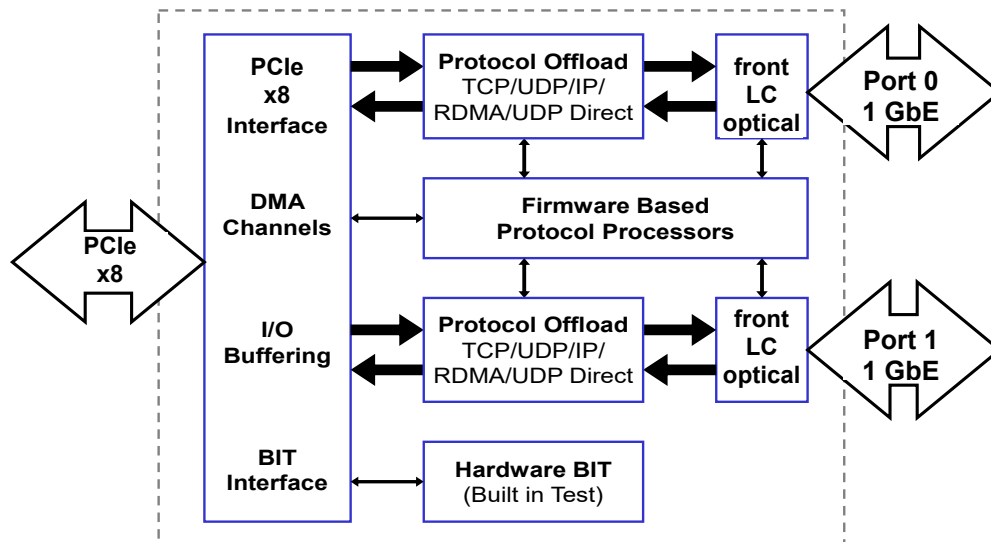 PCIe
x8
PCIe
x8
Interface
DMA
Channels
I/O
Buffering
BIT
Interface
Protocol Offload
TCP/UDP/IP/
RDMA/UDP Direct
front
LC
optical
Port 0
1 GbE
Firmware Based
Protocol Processors
Protocol Offload
TCP/UDP/IP/
RDMA/UDP Direct
front
LC
optical
Port 1
1 GbE
Hardware BIT
(Built in Test)